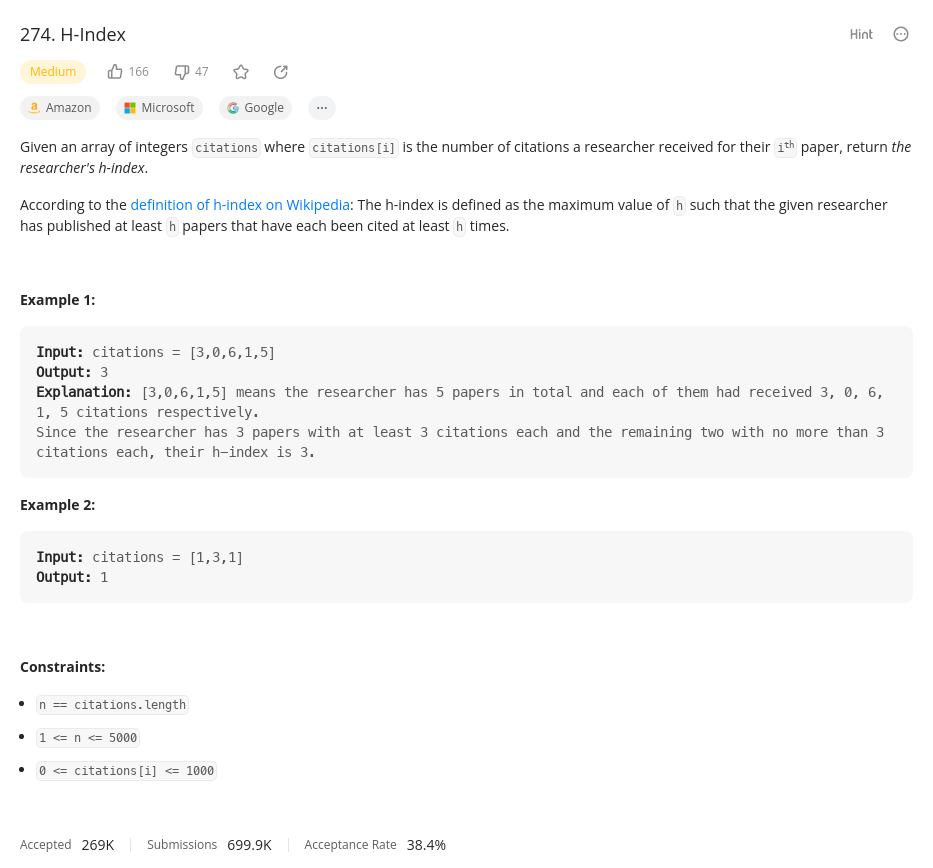 274. H-Index
Hint
Medium
166
47
Amazon
Microsoft
Google
...
Given an array of integers citations where citations[i] is the number of citations a researcher received for their ith paper, return the
researcher's h-index.
According to the definition of h-index on Wikipedia: The h-index is defined as the maximum value of h such that the given researcher
has published at least h papers that have each been cited at least h times.
Example 1:
Input: citations = [3,0,6,1,5]
Output: 3
Explanation: [3,0,6,1,5] means the researcher has 5 papers in total and each of them had received 3, 0, 6,
1, 5 citations respectively.
Since the researcher has 3 papers with at least 3 citations each and the remaining two with no more than 3
citations each, their h-index is 3.
Example 2:
Input: citations = [1,3,1]
Output: 1
Constraints:
n == citations.length
1 <= n <= 5000
0 <= citations[i] <= 1000
Accepted 269K Submissions 699.9K Acceptance Rate 38.4%